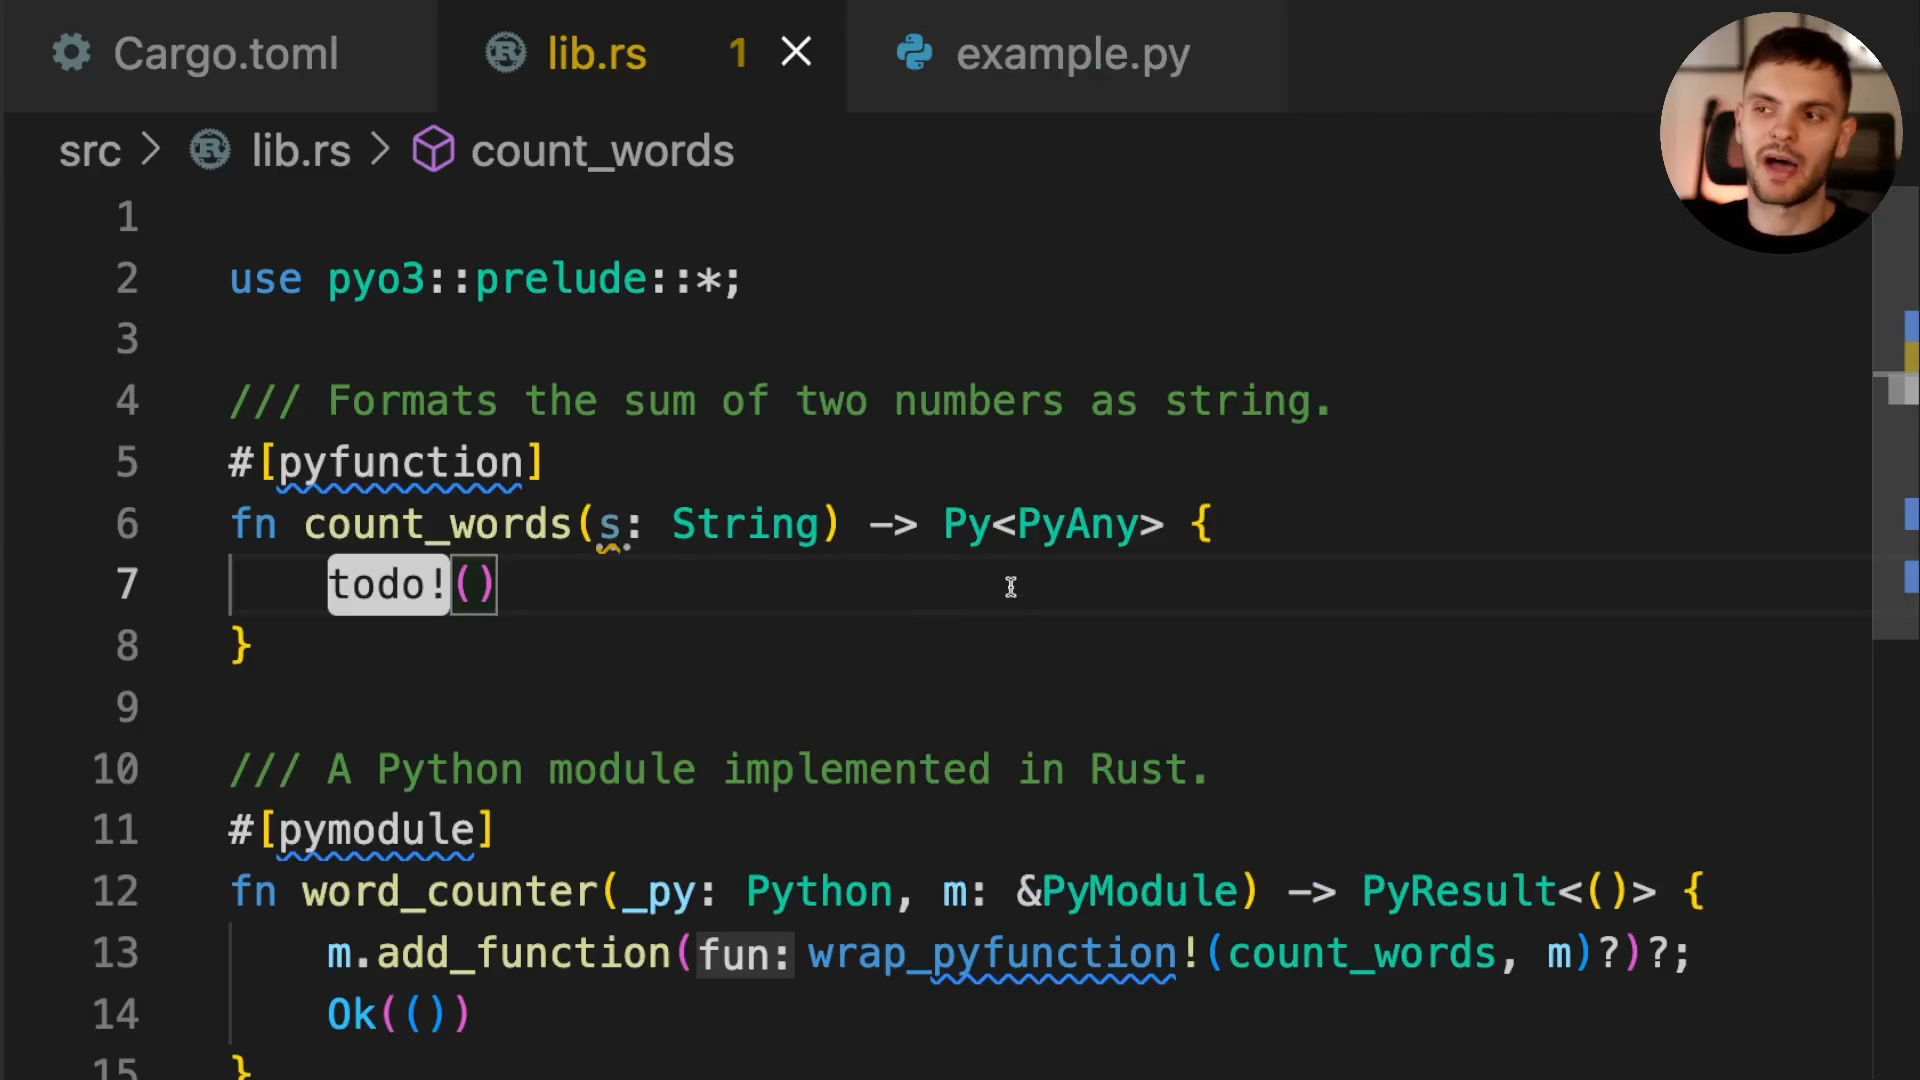 Cargo.toml
lib.rs 1
example.py
src > lib.rs > count_words
1
2 use pyo3::prelude::*;
3
4 /// Formats the sum of two numbers as string.
5 #[pyfunction]
6 fn count_words(s: String) -> Py<PyAny> {
7 todo!()
8 }
9
10 /// A Python module implemented in Rust.
11 #[pymodule]
12 fn word_counter(_py: Python, m: &PyModule) -> PyResult<()> {
13 m.add_function(fun: wrap_pyfunction!(count_words, m)?)?;
14 Ok(())
15 }